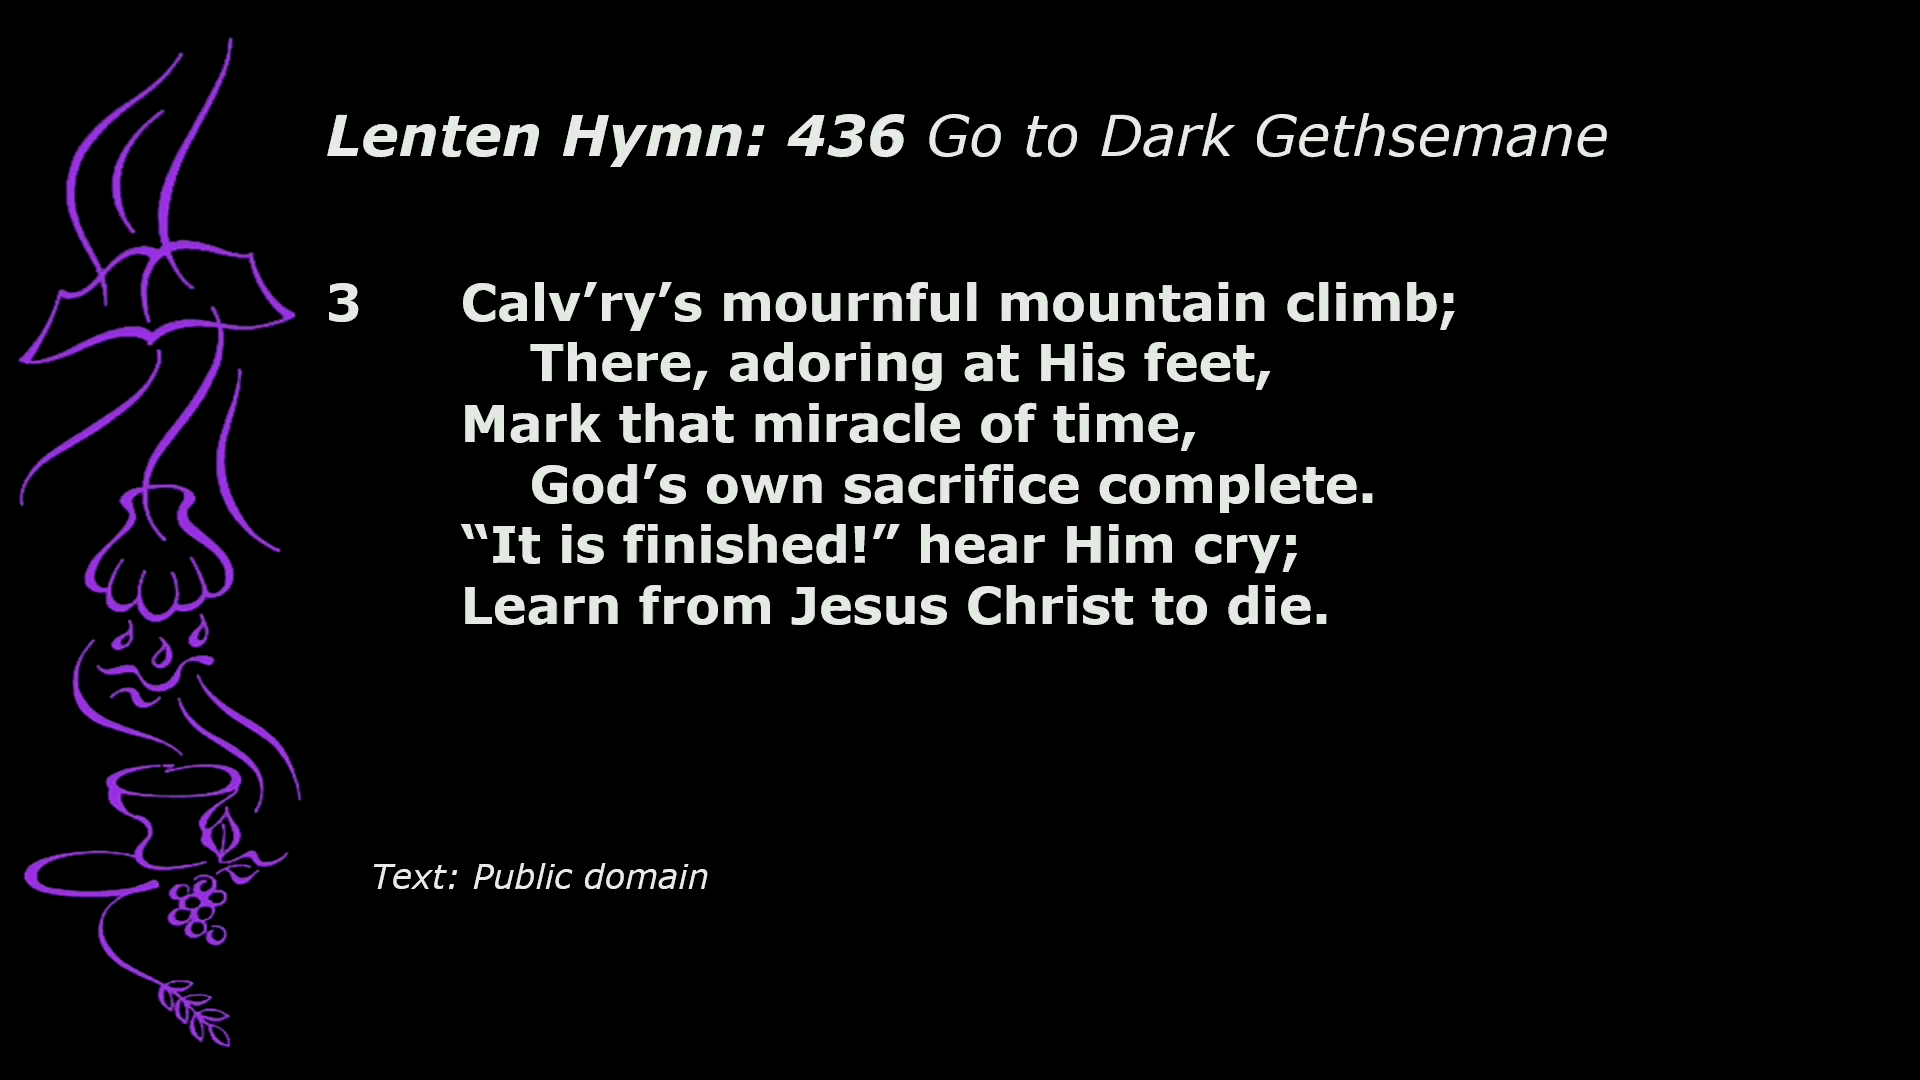 Lenten Hymn: 436 Go to Dark Gethsemane
3 Calv’ry’s mournful mountain climb;
There, adoring at His feet,
Mark that miracle of time,
God’s own sacrifice complete.
“It is finished!” hear Him cry;
Learn from Jesus Christ to die.
Text: Public domain